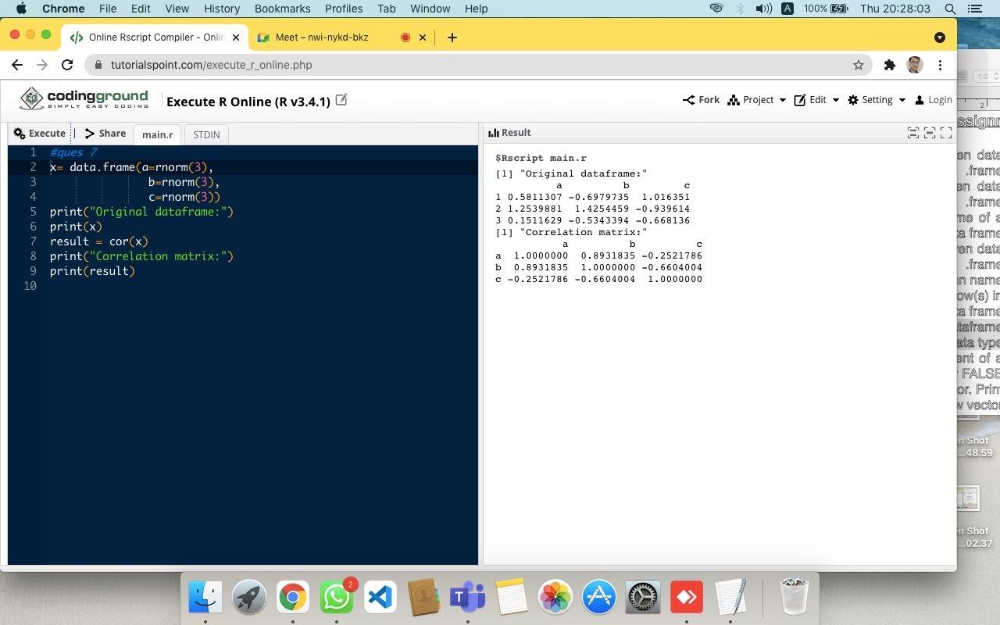 Chrome File Edit View History Bookmarks Profiles Tab Window Help A 100% Thu 20:28:03
Online Rscript Compiler - Onlin Meet – nwi-nykd-bkz
tutorialspoint.com/execute_r_online.php
codingground
SIMPLY EASY CODING
Execute R Online (R v3.4.1)
Fork Project Edit Setting Login
Execute Share main.r STDIN
1 #ques 7
2 x= data.frame(a=rnorm(3),
3 b=rnorm(3),
4 c=rnorm(3))
5 print("Original dataframe:")
6 print(x)
7 result = cor(x)
8 print("Correlation matrix:")
9 print(result)
10
Result
$Rscript main.r
[1] "Original dataframe:"
a b c
1 0.5811307 -0.6979735 1.016351
2 1.2539881 1.4254459 -0.939614
3 0.1511629 -0.5343394 -0.668136
[1] "Correlation matrix:"
a b c
a 1.0000000 0.8931835 -0.2521786
b 0.8931835 1.0000000 -0.6604004
c -0.2521786 -0.6604004 1.0000000
1.0
2
ssignm
en data
.frame
en data
.frame
me of a
ta frame
en data
.frame
nn name
ow(s) in
ta frame
taframe
ata type
ent of a
r FALSE
or. Prin
w vector
n Shot
...48.59
n Shot
...02.37
2